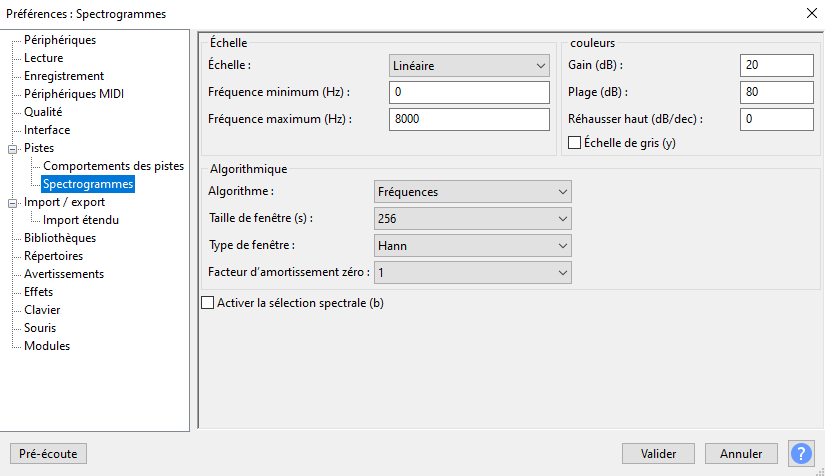 Préférences : Spectrogrammes
Périphériques
Lecture
Enregistrement
Périphériques MIDI
Qualité
Interface
Pistes
Comportements des pistes
Spectrogrammes
Import / export
Import étendu
Bibliothèques
Répertoires
Avertissements
Effets
Clavier
Souris
Modules
Échelle
Échelle : Linéaire
Fréquence minimum (Hz) : 0
Fréquence maximum (Hz) : 8000
couleurs
Gain (dB) : 20
Plage (dB) : 80
Réhausser haut (dB/dec) : 0
Échelle de gris (y)
Algorithmique
Algorithme : Fréquences
Taille de fenêtre (s) : 256
Type de fenêtre : Hann
Facteur d'amortissement zéro : 1
Activer la sélection spectrale (b)
Pré-écoute Valider Annuler ?